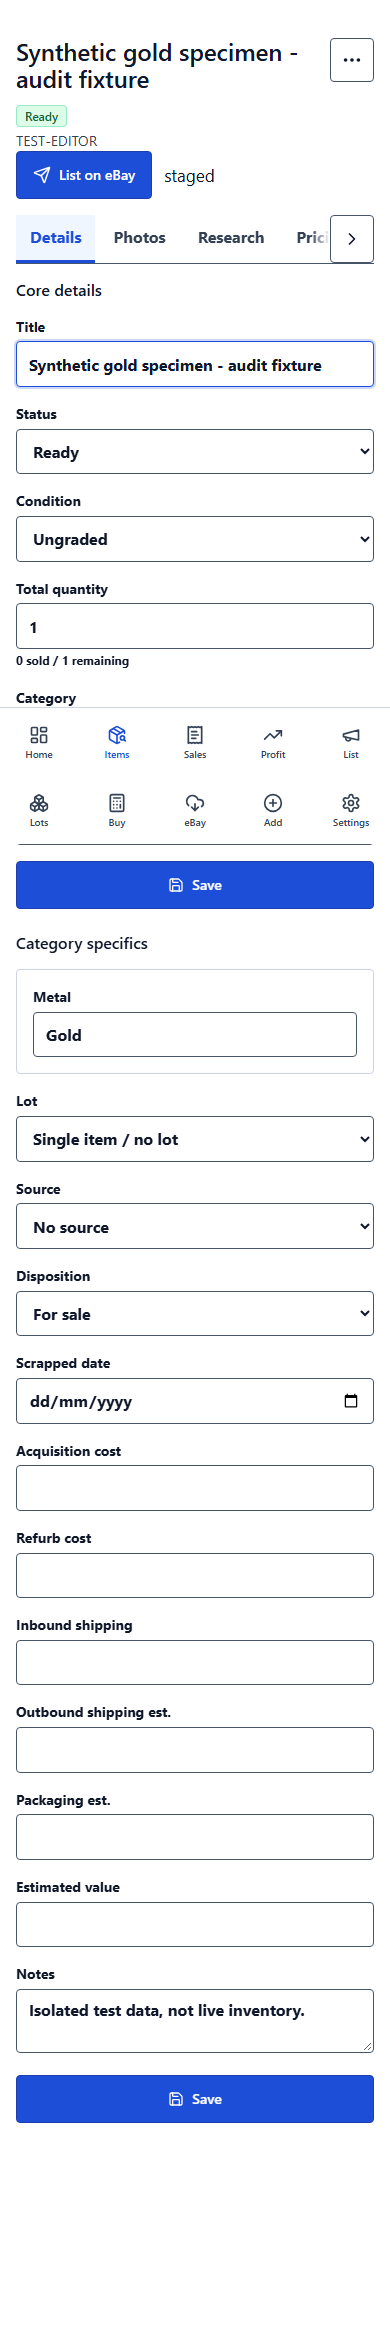 Synthetic gold specimen -
audit fixture
Ready
TEST-EDITOR
List on eBay staged
Details Photos Research
Core details
Title
Synthetic gold specimen - audit fixture
Status
Ready
Condition
Ungraded
Total quantity
1
0 sold / 1 remaining
Category
Home Items Sales Profit List
Lots Buy eBay Add Settings
Save
Category specifics
Metal
Gold
Lot
Single item / no lot
Source
No source
Disposition
For sale
Scrapped date
dd/mm/yyyy
Acquisition cost
Refurb cost
Inbound shipping
Outbound shipping est.
Packaging est.
Estimated value
Notes
Isolated test data, not live inventory.
Save